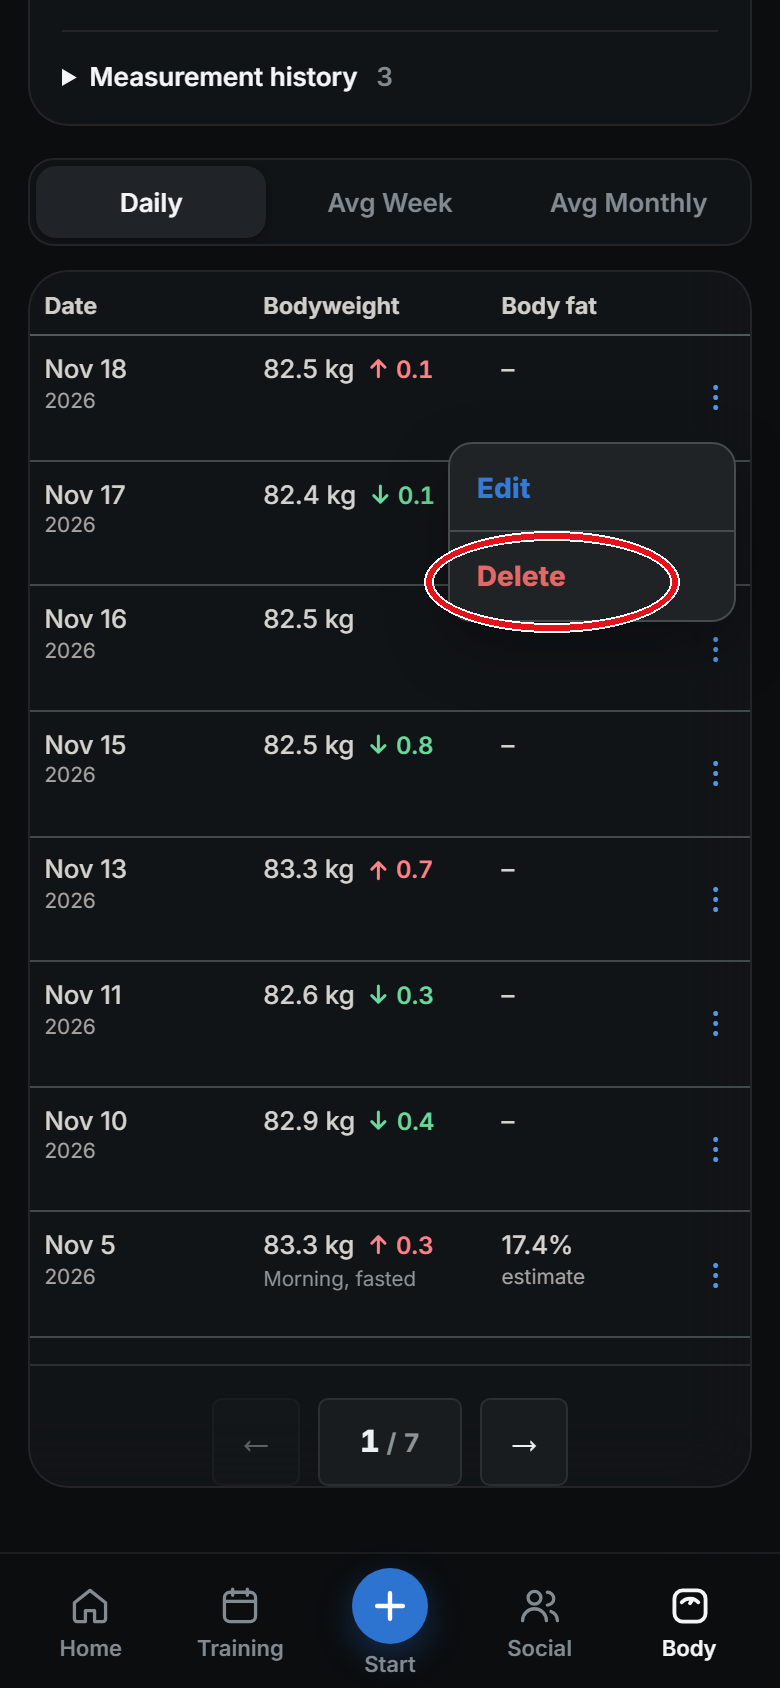 Measurement history 3
Daily Avg Week Avg Monthly
Date Bodyweight Body fat
Nov 18 82.5 kg ↑ 0.1 –
2026
Edit
Nov 17 82.4 kg ↓ 0.1
2026
Delete
Nov 16 82.5 kg
2026
Nov 15 82.5 kg ↓ 0.8 –
2026
Nov 13 83.3 kg ↑ 0.7 –
2026
Nov 11 82.6 kg ↓ 0.3 –
2026
Nov 10 82.9 kg ↓ 0.4 –
2026
Nov 5 83.3 kg ↑ 0.3 17.4%
2026 Morning, fasted estimate
← 1 / 7 →
Home Training Start Social Body